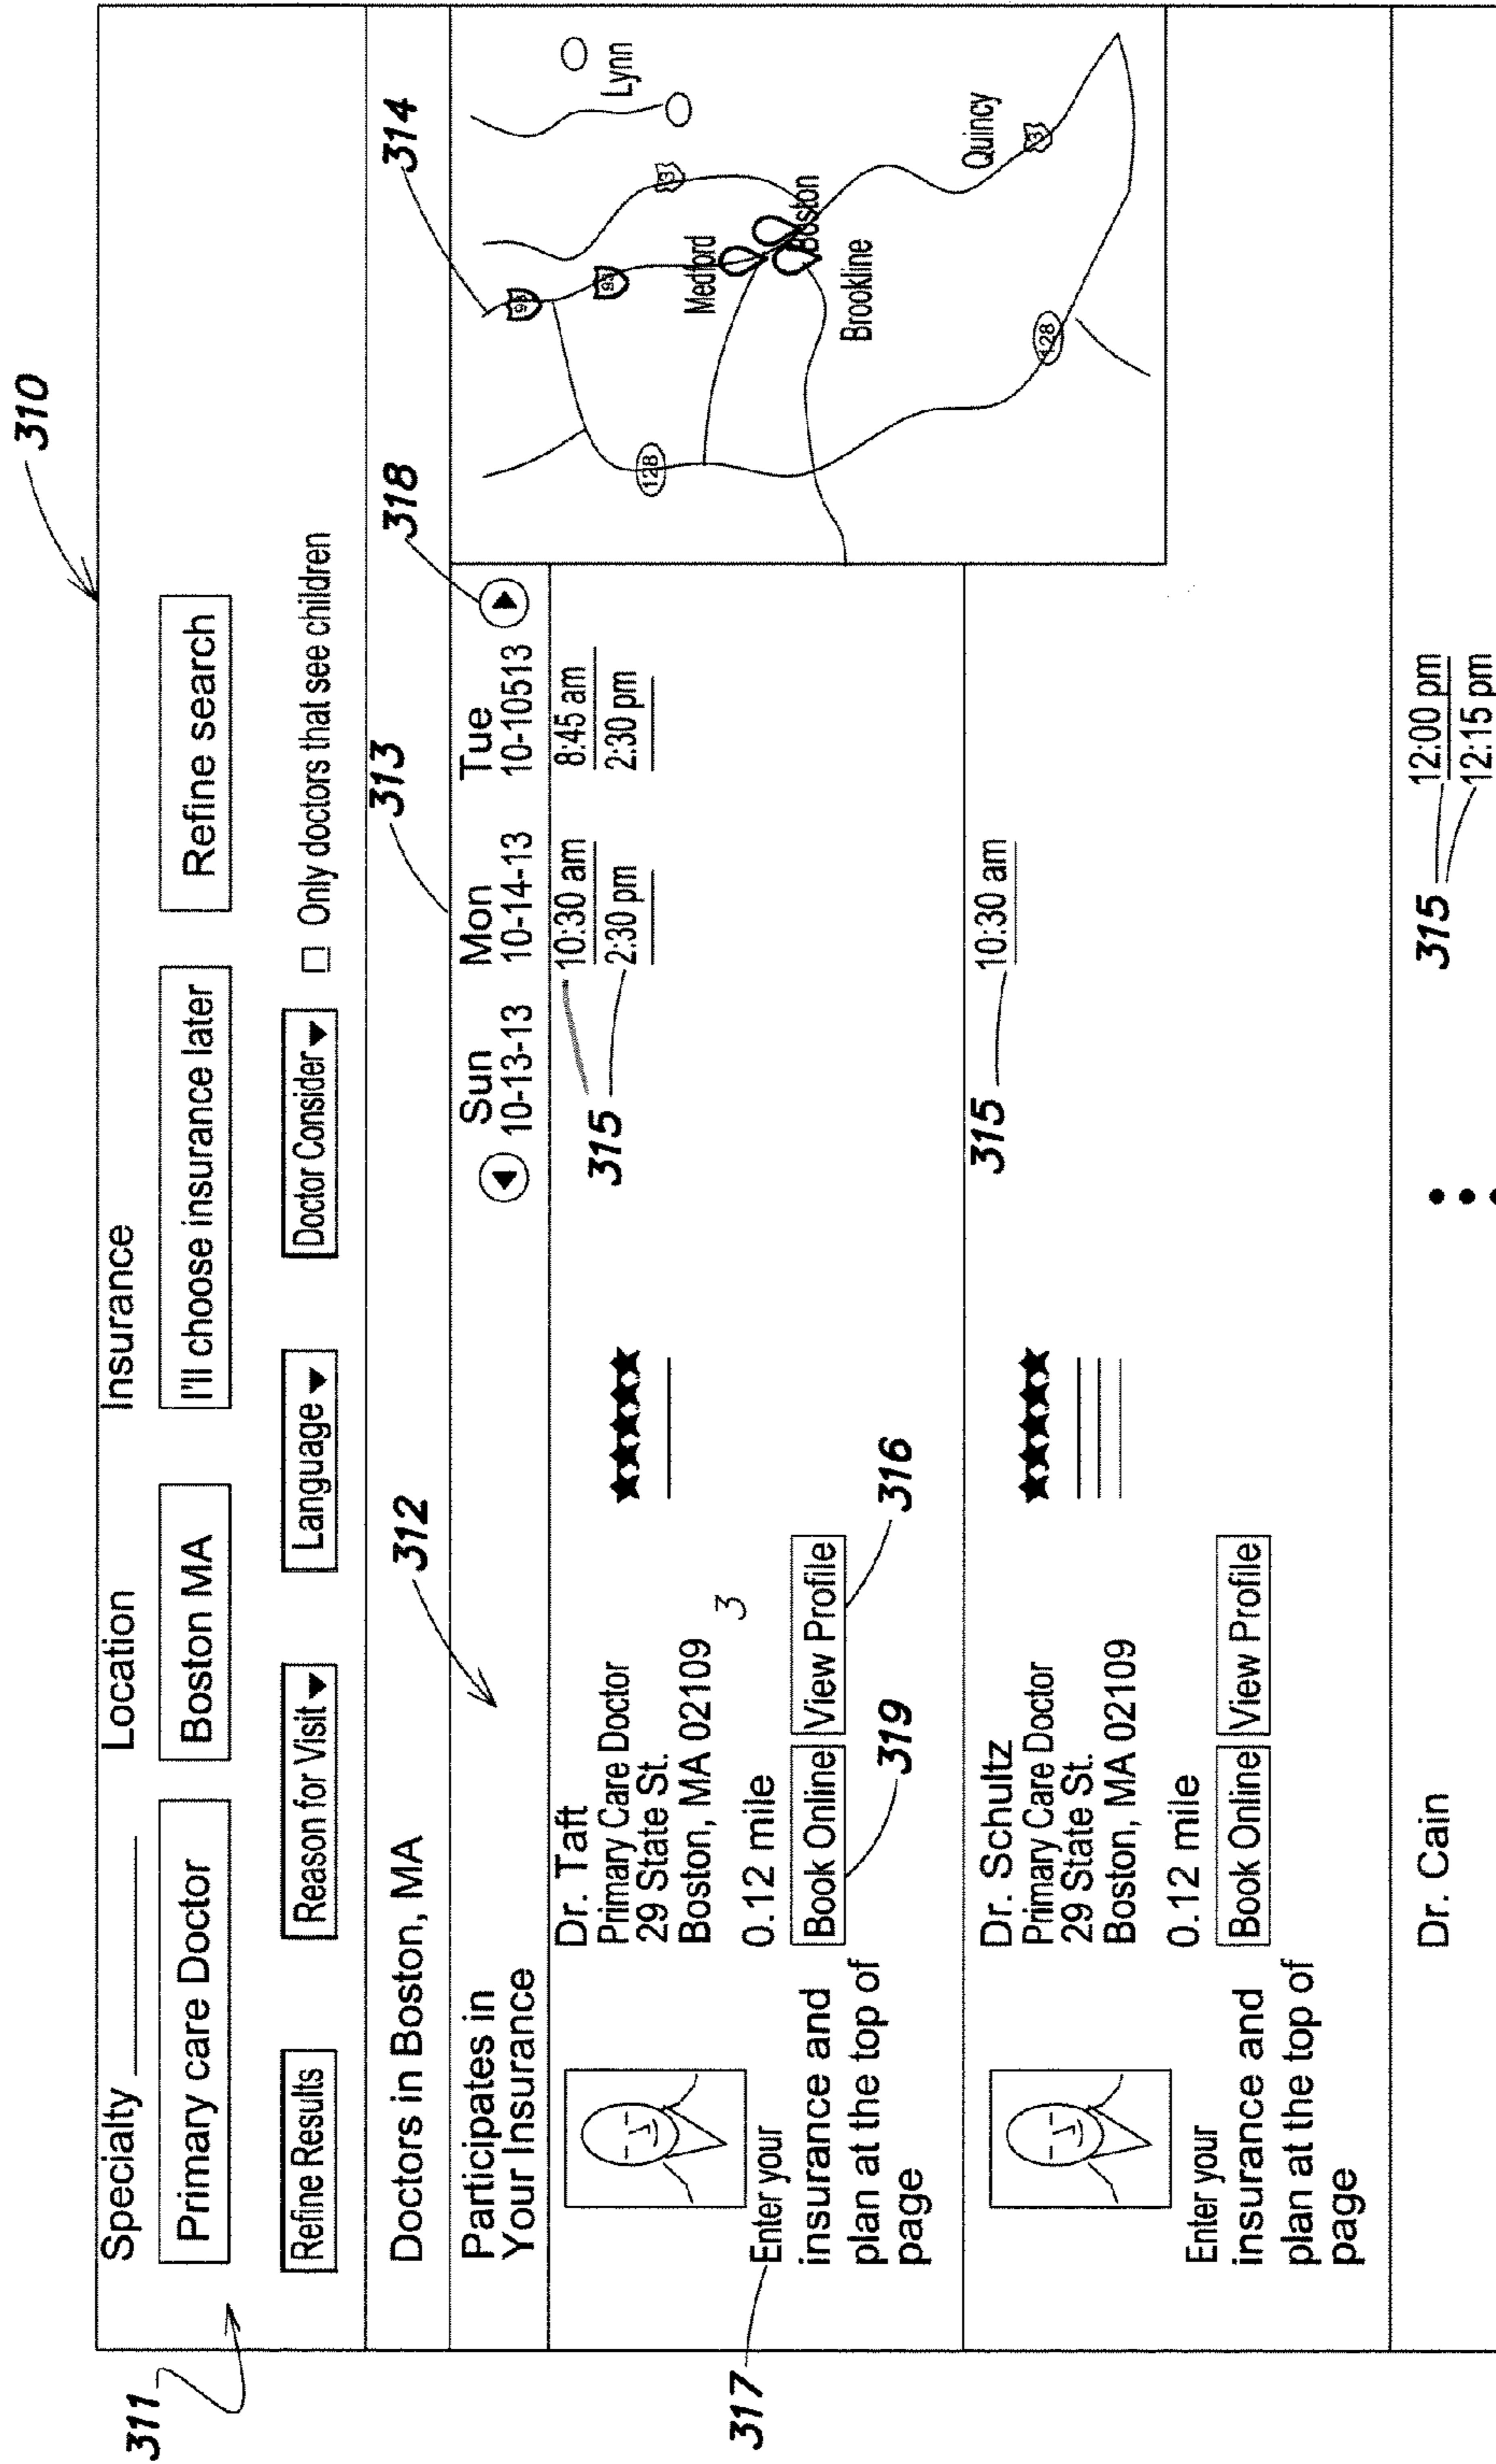 310
311
Specialty
Location
Insurance
Primary care Doctor
Boston MA
I'll choose insurance later
Refine search
Refine Results
Reason for Visit
Language
Doctor Consider
Only doctors that see children
Doctors in Boston, MA
312
313
318
314
Participates in
Your Insurance
Sun
Mon
Tue
10-13-13
10-14-13
10-10513
Dr. Taft
Primary Care Doctor
29 State St.
Boston, MA 02109
3
0.12 mile
Book Online
View Profile
319
316
10:30 am
2:30 pm
315
8:45 am
2:30 pm
317
Enter your
insurance and
plan at the top of
page
93
95
3
128
Lynn
Medford
Boston
Brookline
Quincy
3
128
Dr. Schultz
Primary Care Doctor
29 State St.
Boston, MA 02109
0.12 mile
Book Online
View Profile
315
10:30 am
Enter your
insurance and
plan at the top of
page
Dr. Cain
315
12:00 pm
12:15 pm